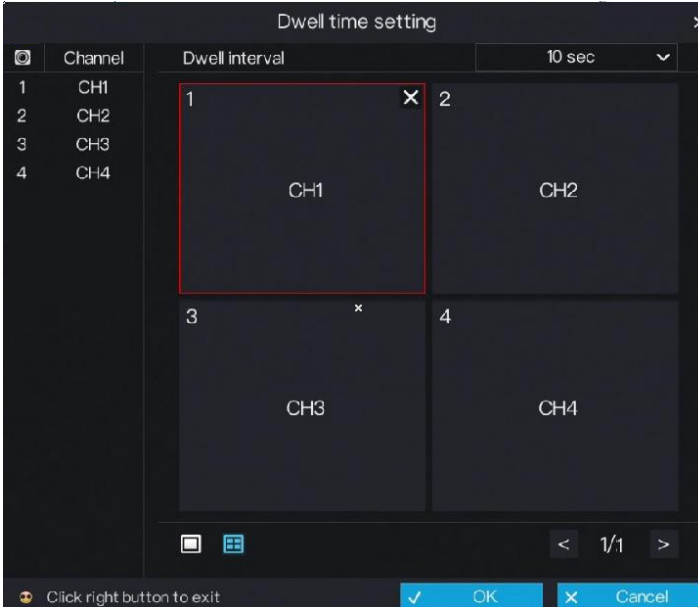 Dwell time setting
Channel
Dwell interval
10 sec
1 CH1
2 CH2
3 CH3
4 CH4
1
CH1
2
CH2
3
CH3
4
CH4
< 1/1 >
Click right button to exit
OK
Cancel